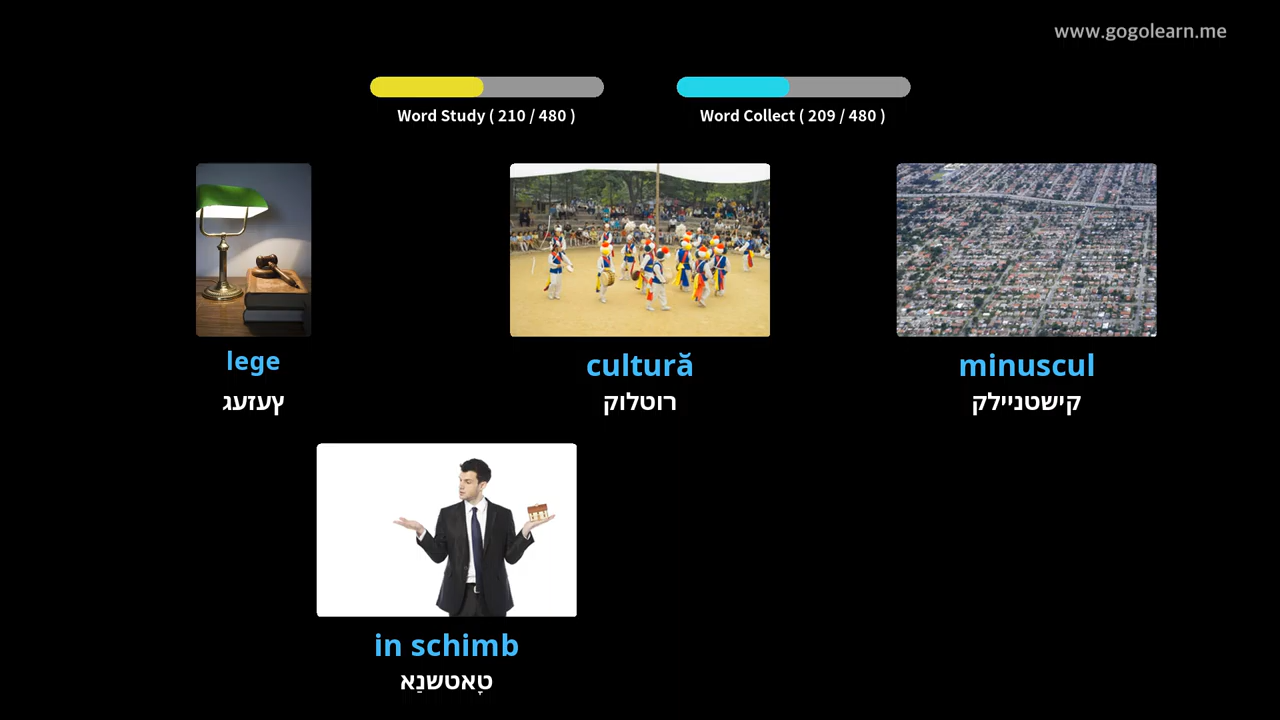 www.gogolearn.me
Word Study ( 210 / 480 )
Word Collect ( 209 / 480 )
lege
ץעזעג
cultură
רוטלוק
minuscul
קישטניילק
in schimb
טָאטשנַא